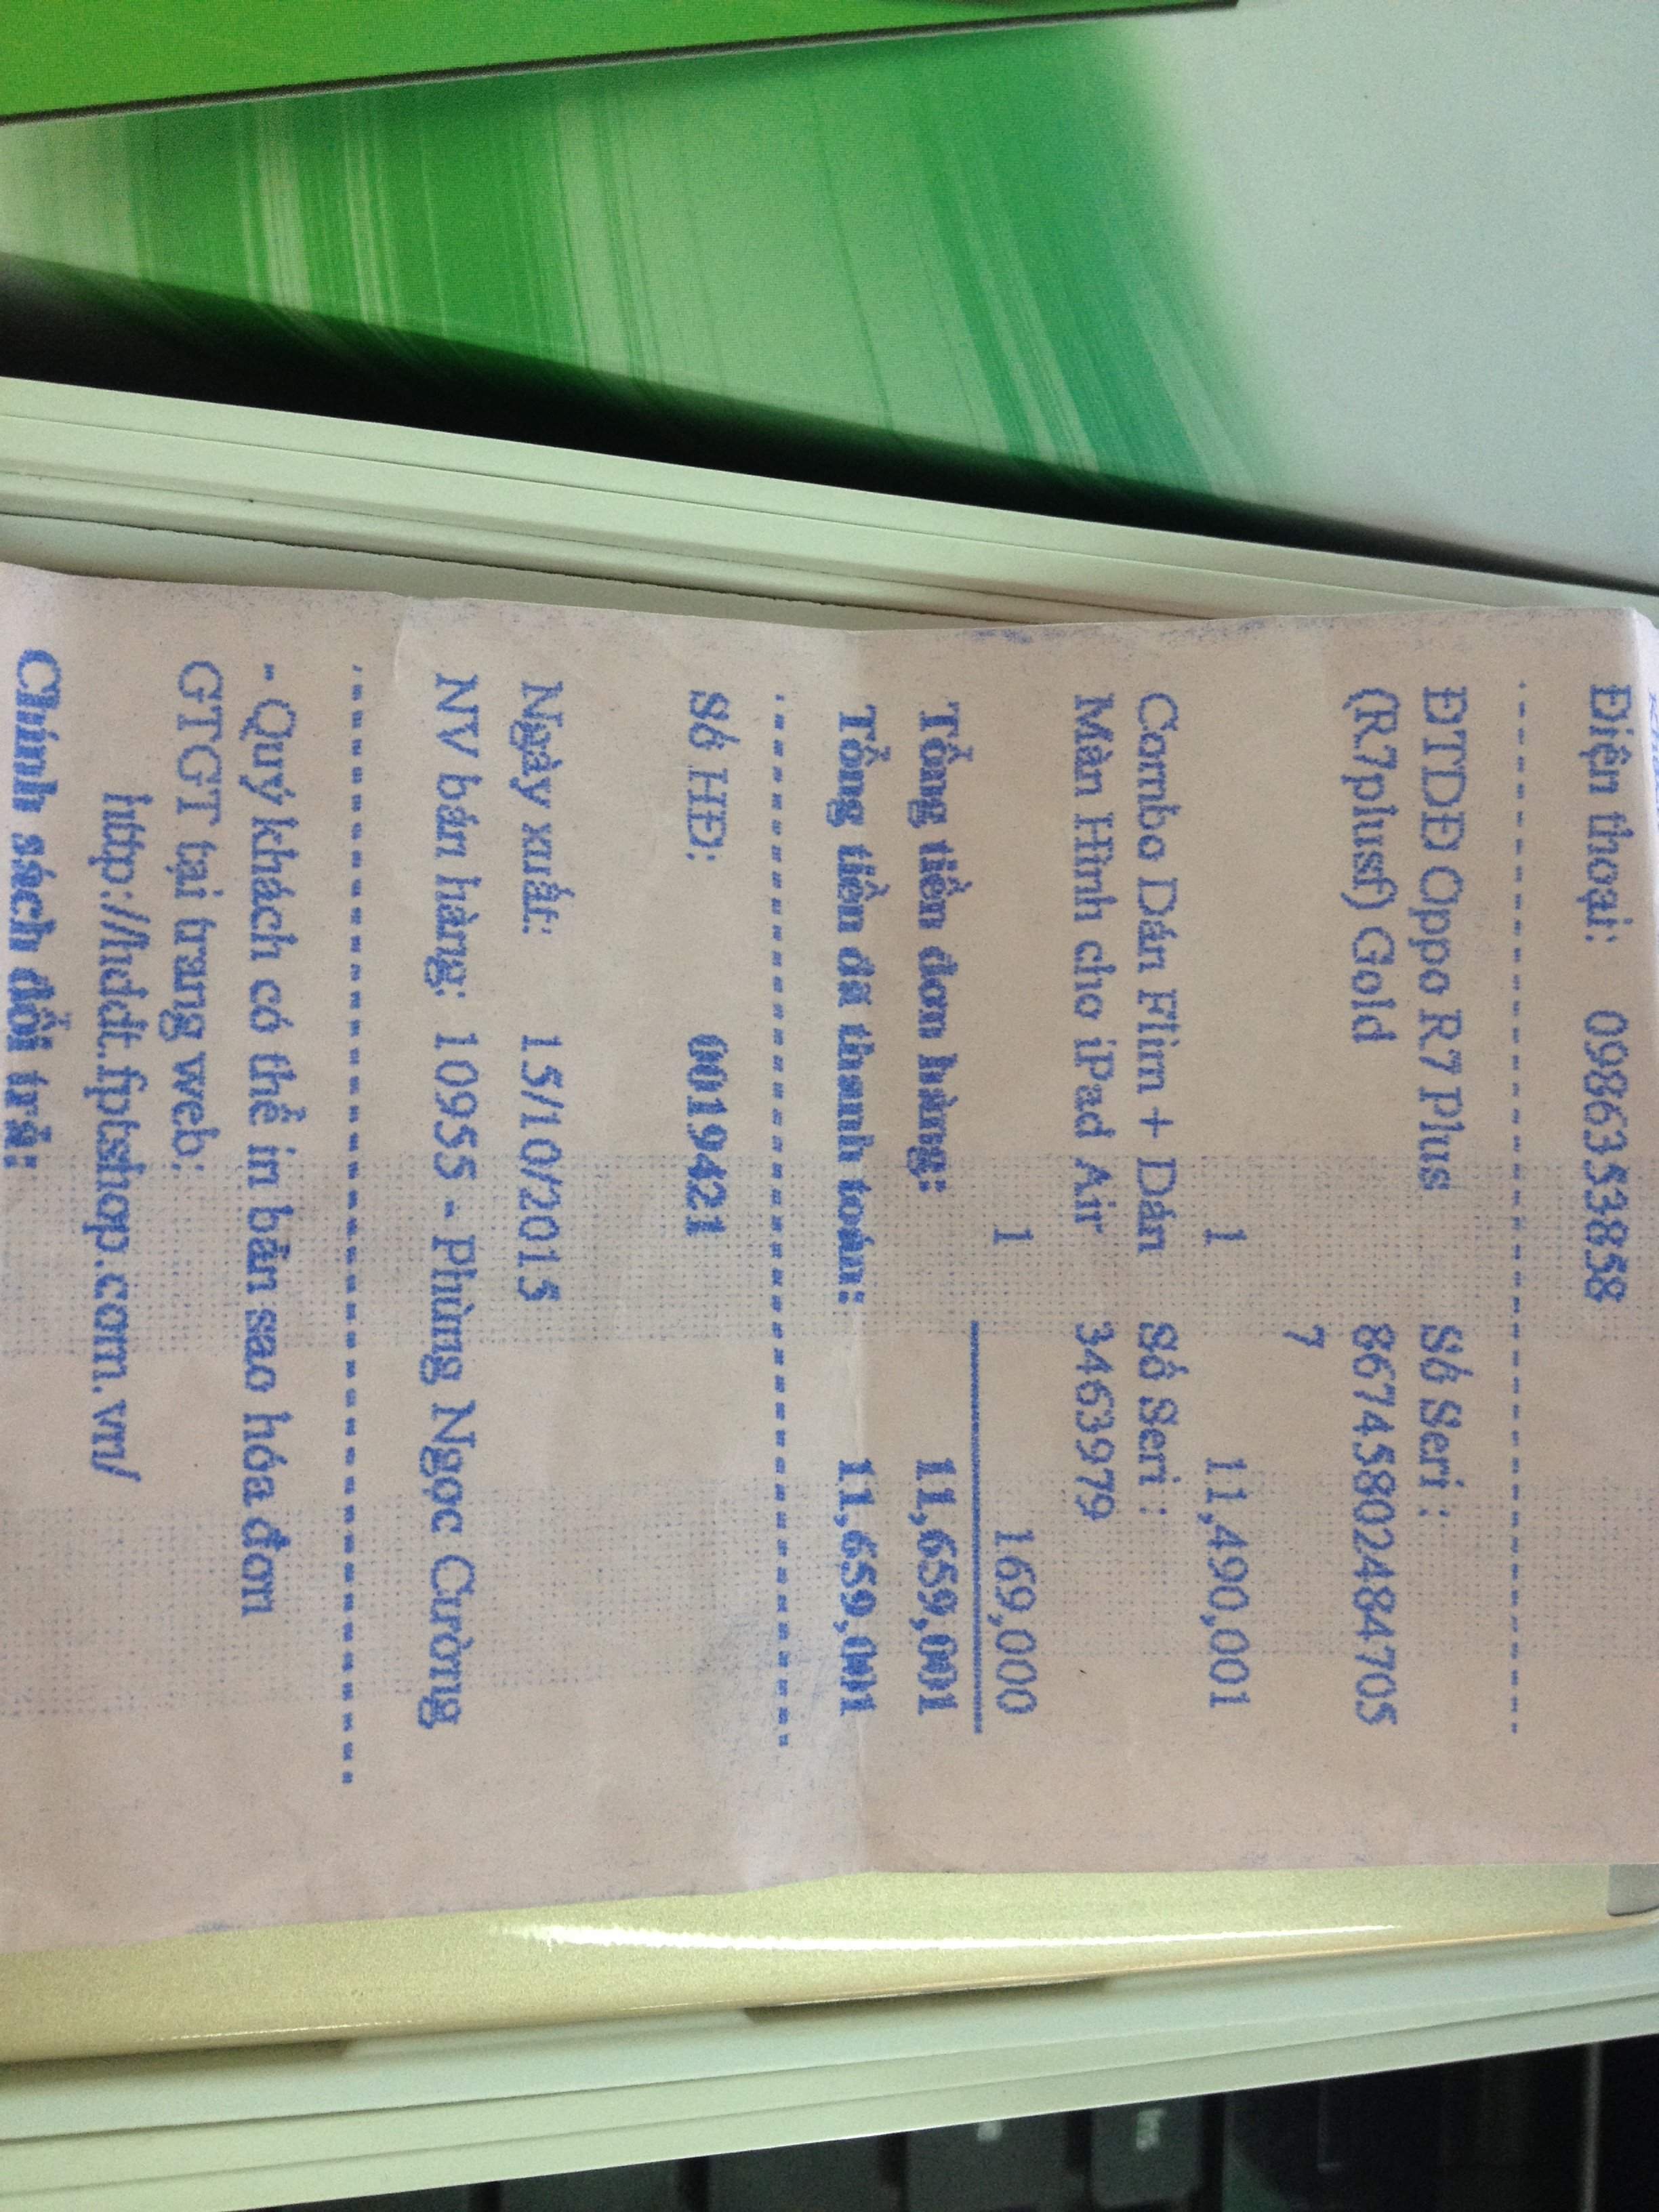 Điện thoại: 0986353858
ĐTDĐ Oppo R7 Plus Số Seri :
(R7plusf) Gold 86745802484705
7
1 11,490,001
Combo Dán Flim + Dán Số Seri :
Màn Hình cho iPad Air 3463979
1 169,000
Tổng tiền đơn hàng: 11,659,001
Tổng tiền đã thanh toán: 11,659,001
Số HĐ: 0019421
Ngày xuất: 15/10/2015
NV bán hàng: 10955 - Phùng Ngọc Cường
- Quý khách có thể in bản sao hóa đơn
GTGT tại trung web:
http://hddt.fptshop.com.vn/
Chính sách đổi trả: